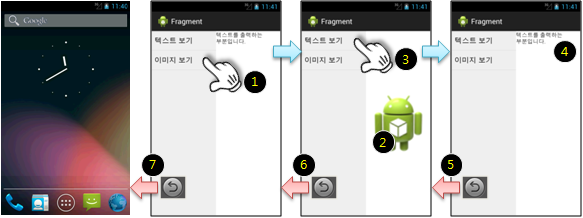 11:40
Google
11:41
Fragment
텍스트 보기
이미지 보기
텍스트를 출력하는
부분입니다.
1
11:41
Fragment
텍스트 보기
이미지 보기
3
2
11:41
Fragment
텍스트 보기
이미지 보기
텍스트를 출력하는
부분입니다.
4
7
6
5